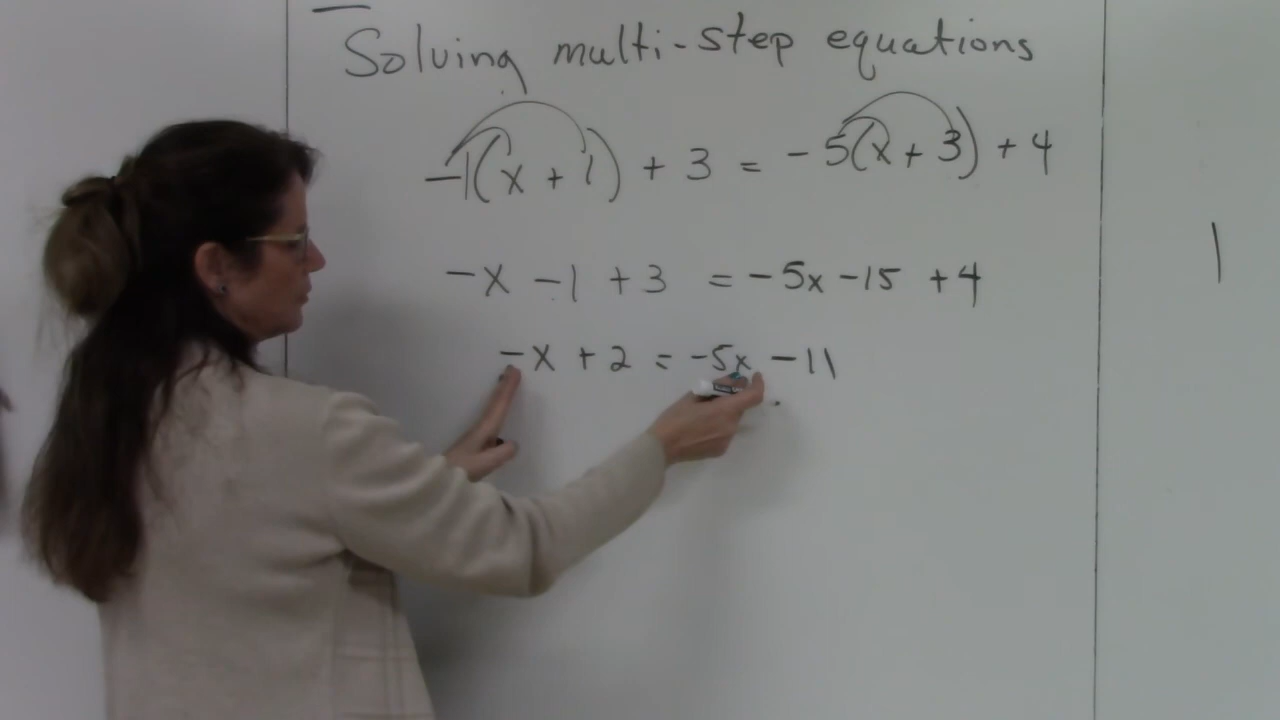 Solving multi-step equations
-1(x + 1) + 3 = -5(x + 3) + 4
-x -1 + 3 = -5x -15 + 4
-x + 2 = -5x -11